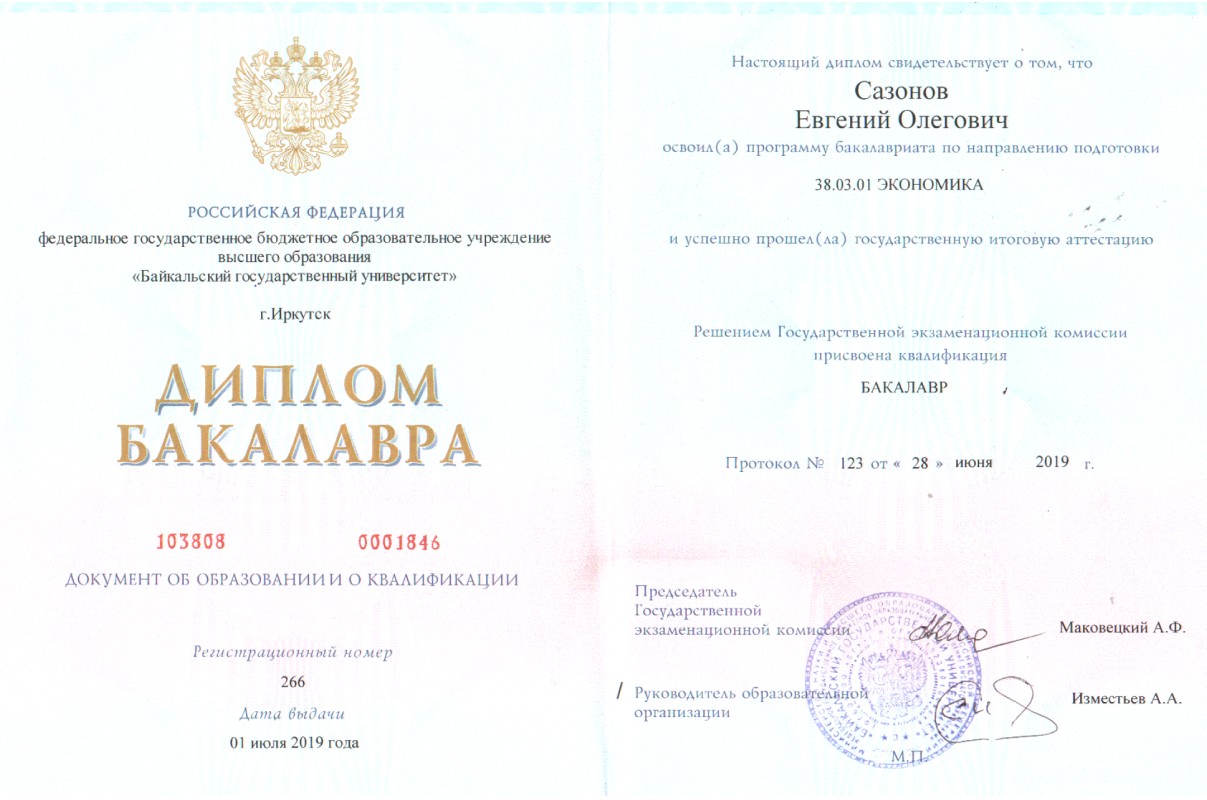 РОССИЙСКАЯ ФЕДЕРАЦИЯ
федеральное государственное бюджетное образовательное учреждение
высшего образования
«Байкальский государственный университет»
г.Иркутск
ДИПЛОМ
БАКАЛАВРА
103808 0001846
ДОКУМЕНТ ОБ ОБРАЗОВАНИИ И О КВАЛИФИКАЦИИ
Регистрационный номер
266
Дата выдачи
01 июля 2019 года
Настоящий диплом свидетельствует о том, что
Сазонов
Евгений Олегович
освоил(а) программу бакалавриата по направлению подготовки
38.03.01 ЭКОНОМИКА
и успешно прошел(ла) государственную итоговую аттестацию
Решением Государственной экзаменационной комиссии
присвоена квалификация
БАКАЛАВР
Протокол № 123 от « 28 » июня 2019 г.
Председатель
Государственной
экзаменационной комиссии
Маковецкий А.Ф.
/ Руководитель образовательной
организации
Изместьев А.А.
М.П.